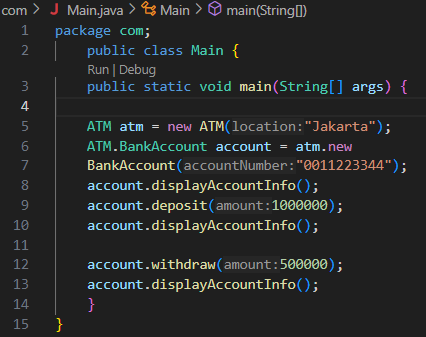 com > J Main.java > Main > main(String[])
1 package com;
2 public class Main {
Run | Debug
3 public static void main(String[] args) {
4
5 ATM atm = new ATM(location:"Jakarta");
6 ATM.BankAccount account = atm.new
7 BankAccount(accountNumber:"0011223344");
8 account.displayAccountInfo();
9 account.deposit(amount:1000000);
10 account.displayAccountInfo();
11
12 account.withdraw(amount:500000);
13 account.displayAccountInfo();
14 }
15 }